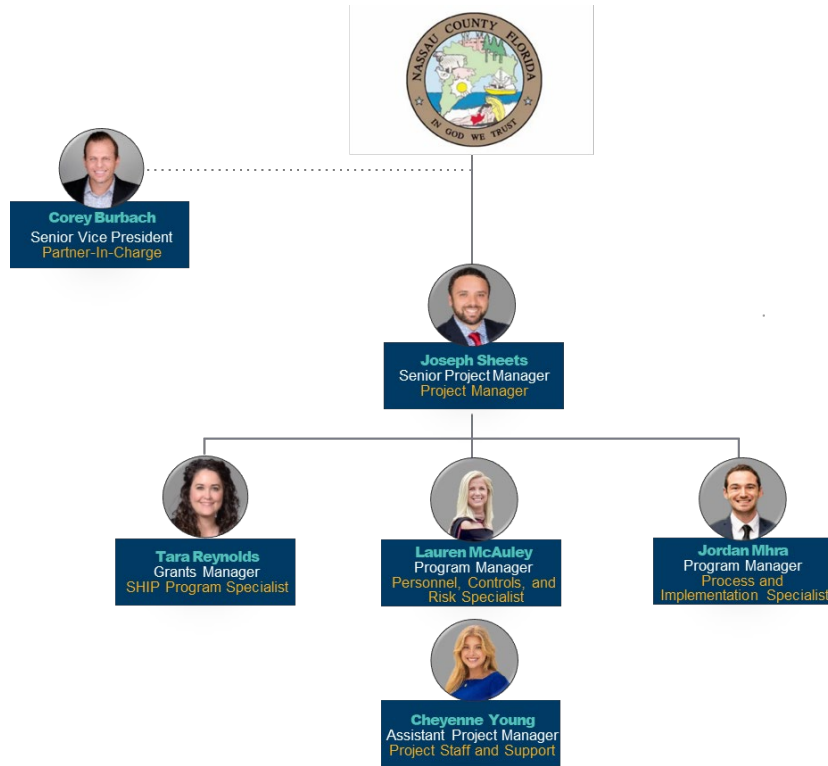 NASSAU COUNTY FLORIDA
IN GOD WE TRUST
Corey Burbach
Senior Vice President
Partner-In-Charge
Joseph Sheets
Senior Project Manager
Project Manager
Tara Reynolds
Grants Manager
SHIP Program Specialist
Lauren McAuley
Program Manager
Personnel, Controls, and
Risk Specialist
Jordan Mhra
Program Manager
Process and
Implementation Specialist
Cheyenne Young
Assistant Project Manager
Project Staff and Support